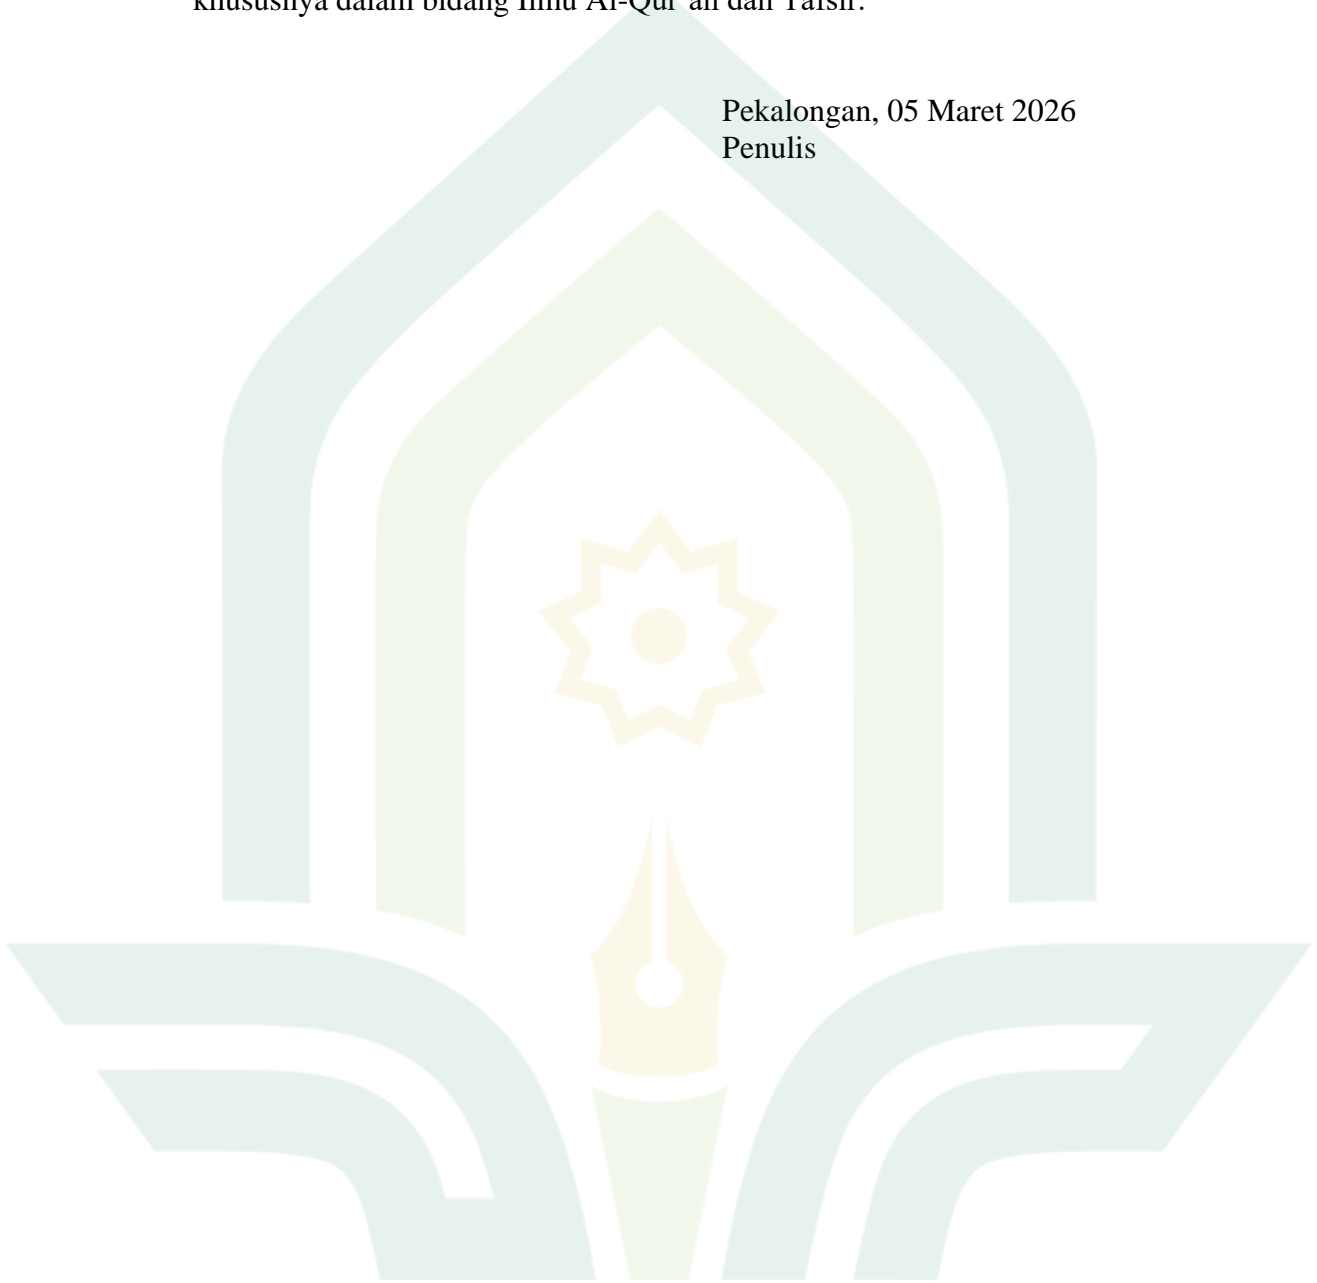 khususnya dalam bidang Ilmu Al-Qur'an dan Tafsir.
Pekalongan, 05 Maret 2026
Penulis